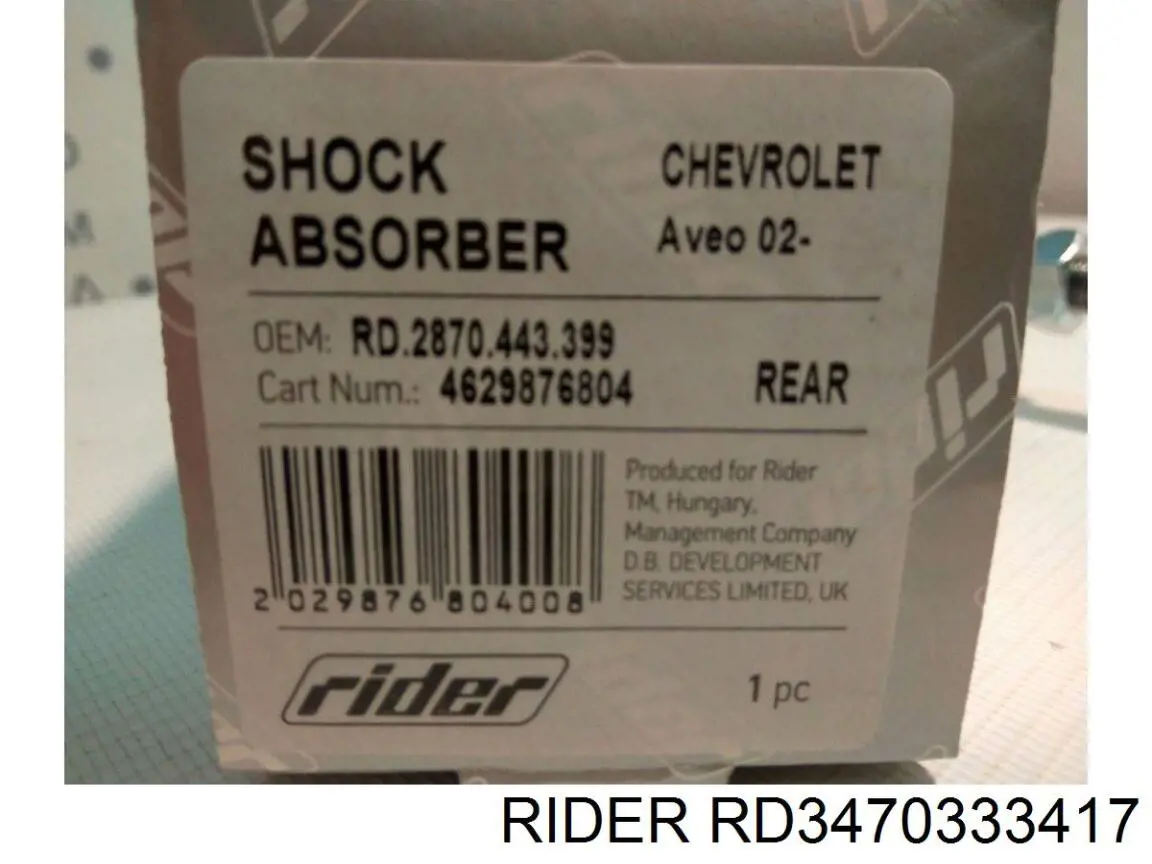 SHOCK
ABSORBER
CHEVROLET
Aveo 02-
OEM: RD.2870.443.399
Cart Num.: 4629876804
REAR
Produced for Rider
TM, Hungary,
Management Company
D.B. DEVELOPMENT
SERVICES LIMITED, UK
2 029876 804008
rider
1 pc
RIDER RD3470333417